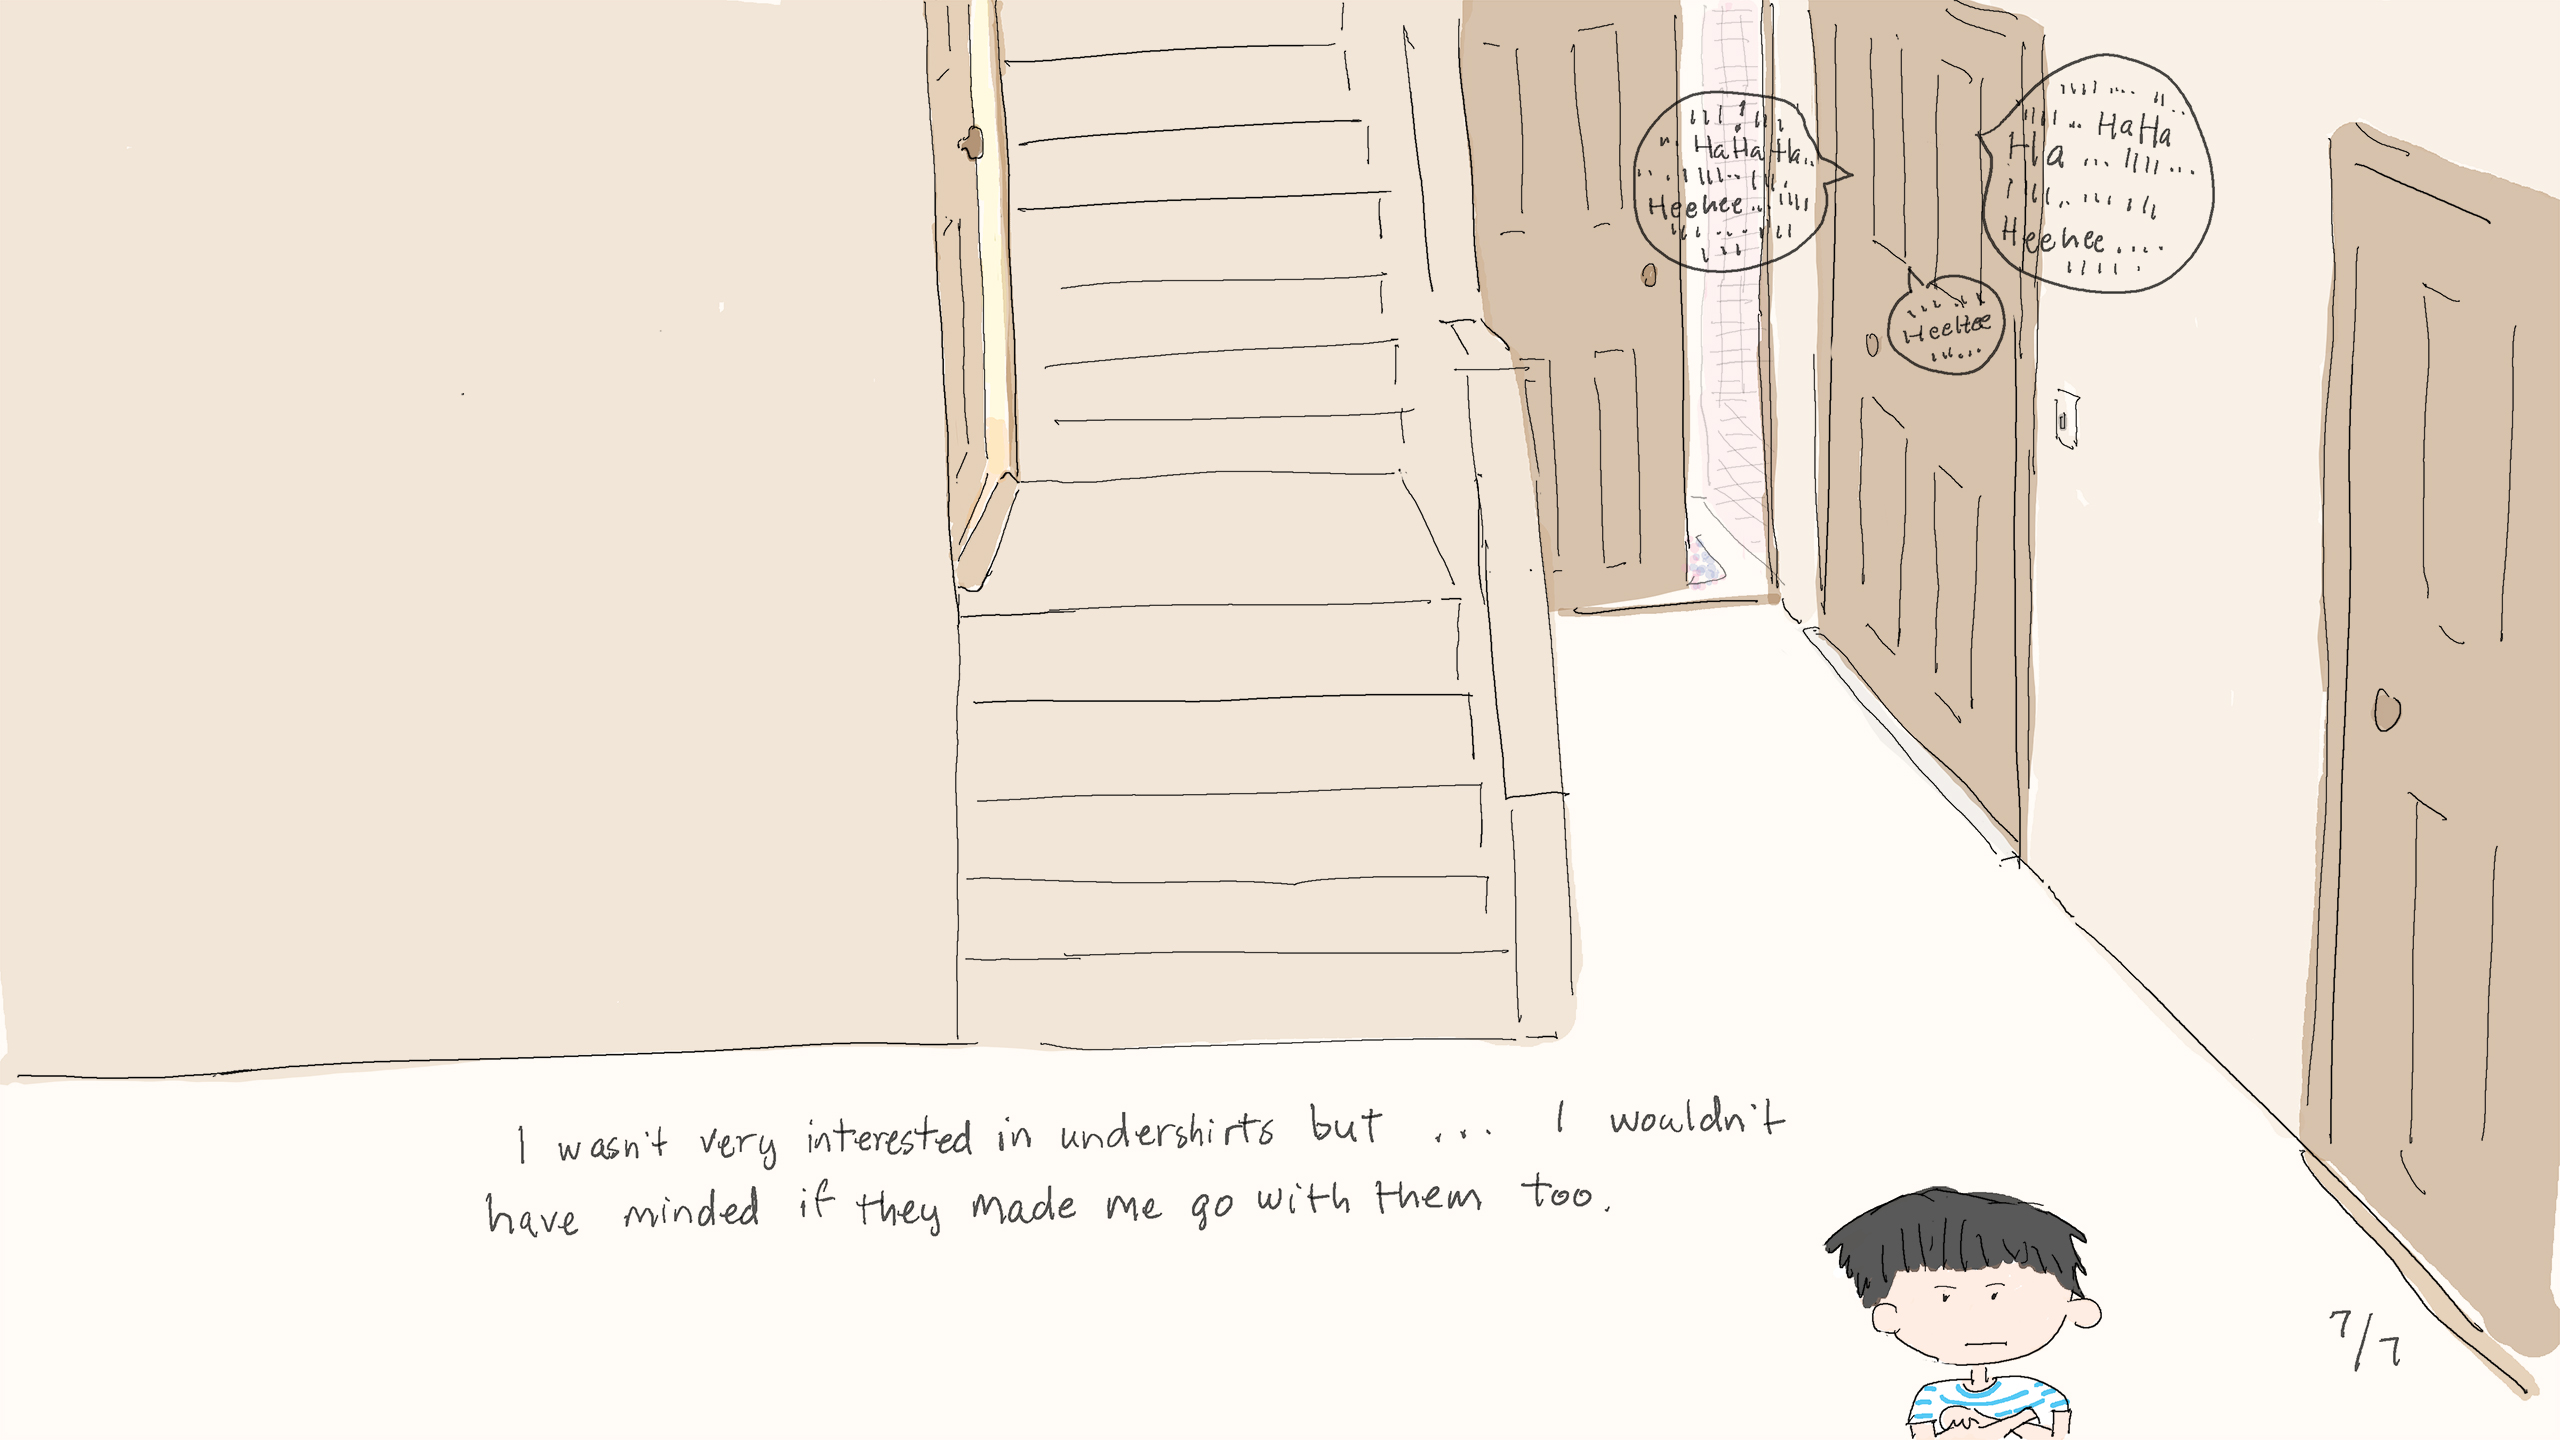 HaHaHa..
Heehee..
HaHa
Ha...
Heehee....
HeeHee
I wasn't very interested in undershirts but ... I wouldn't
have minded if they made me go with them too.
7/7